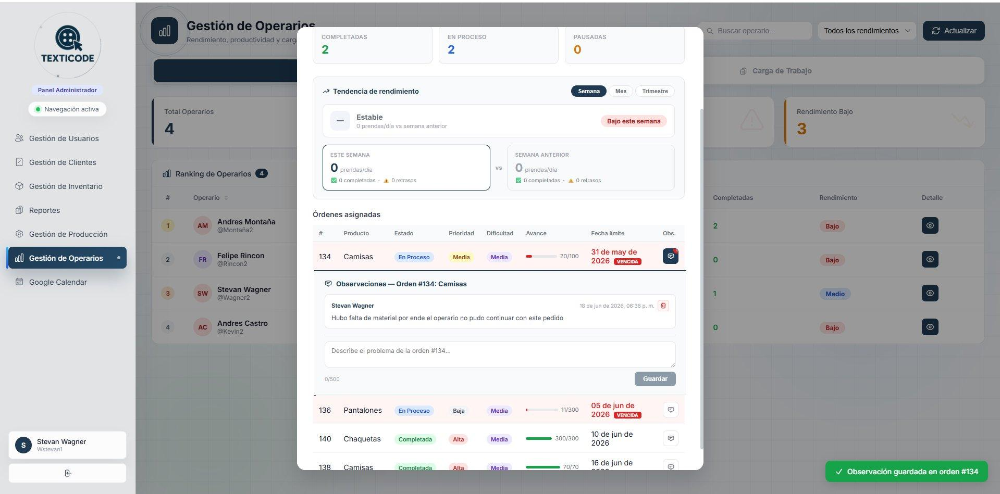 TEXTICODE
Panel Administrador
Navegación activa
Gestión de Usuarios
Gestión de Clientes
Gestión de Inventario
Reportes
Gestión de Producción
Gestión de Operarios
Google Calendar
S
Stevan Wagner
Wstevan1
Gestión de Operarios
Rendimiento, productividad y carga
Buscar operario...
Todos los rendimientos
Actualizar
Carga de Trabajo
Total Operarios
4
Rendimiento Bajo
3
Ranking de Operarios 4
# Operario
1 AM Andres Montaña
@Montaña2
2 FR Felipe Rincon
@Rincon2
3 SW Stevan Wagner
@Wagner2
4 AC Andres Castro
@Kevin2
COMPLETADAS
2
EN PROCESO
2
PAUSADAS
0
Tendencia de rendimiento
Semana Mes Trimestre
Estable
0 prendas/día vs semana anterior
Bajo este semana
ESTE SEMANA
0 prendas/día
0 completadas · 0 retrasos
vs
SEMANA ANTERIOR
0 prendas/día
0 completadas · 0 retrasos
Órdenes asignadas
# Producto Estado Prioridad Dificultad Avance Fecha límite Obs.
134 Camisas En Proceso Media Media 20/100 31 de may de
2026 VENCIDA
Observaciones — Orden #134: Camisas
Stevan Wagner
18 de jun de 2026, 06:36 p. m.
Hubo falta de material por ende el operario no pudo continuar con este pedido
Describe el problema de la orden #134...
0/500
Guardar
136 Pantalones En Proceso Baja Media 11/300 05 de jun de
2026 VENCIDA
140 Chaquetas Completada Alta Media 300/300 10 de jun de
2026
138 Camisas Completada Alta Media 70/70 16 de jun de
Completadas Rendimiento Detalle
2 Bajo
0 Bajo
1 Medio
0 Bajo
Observación guardada en orden #134